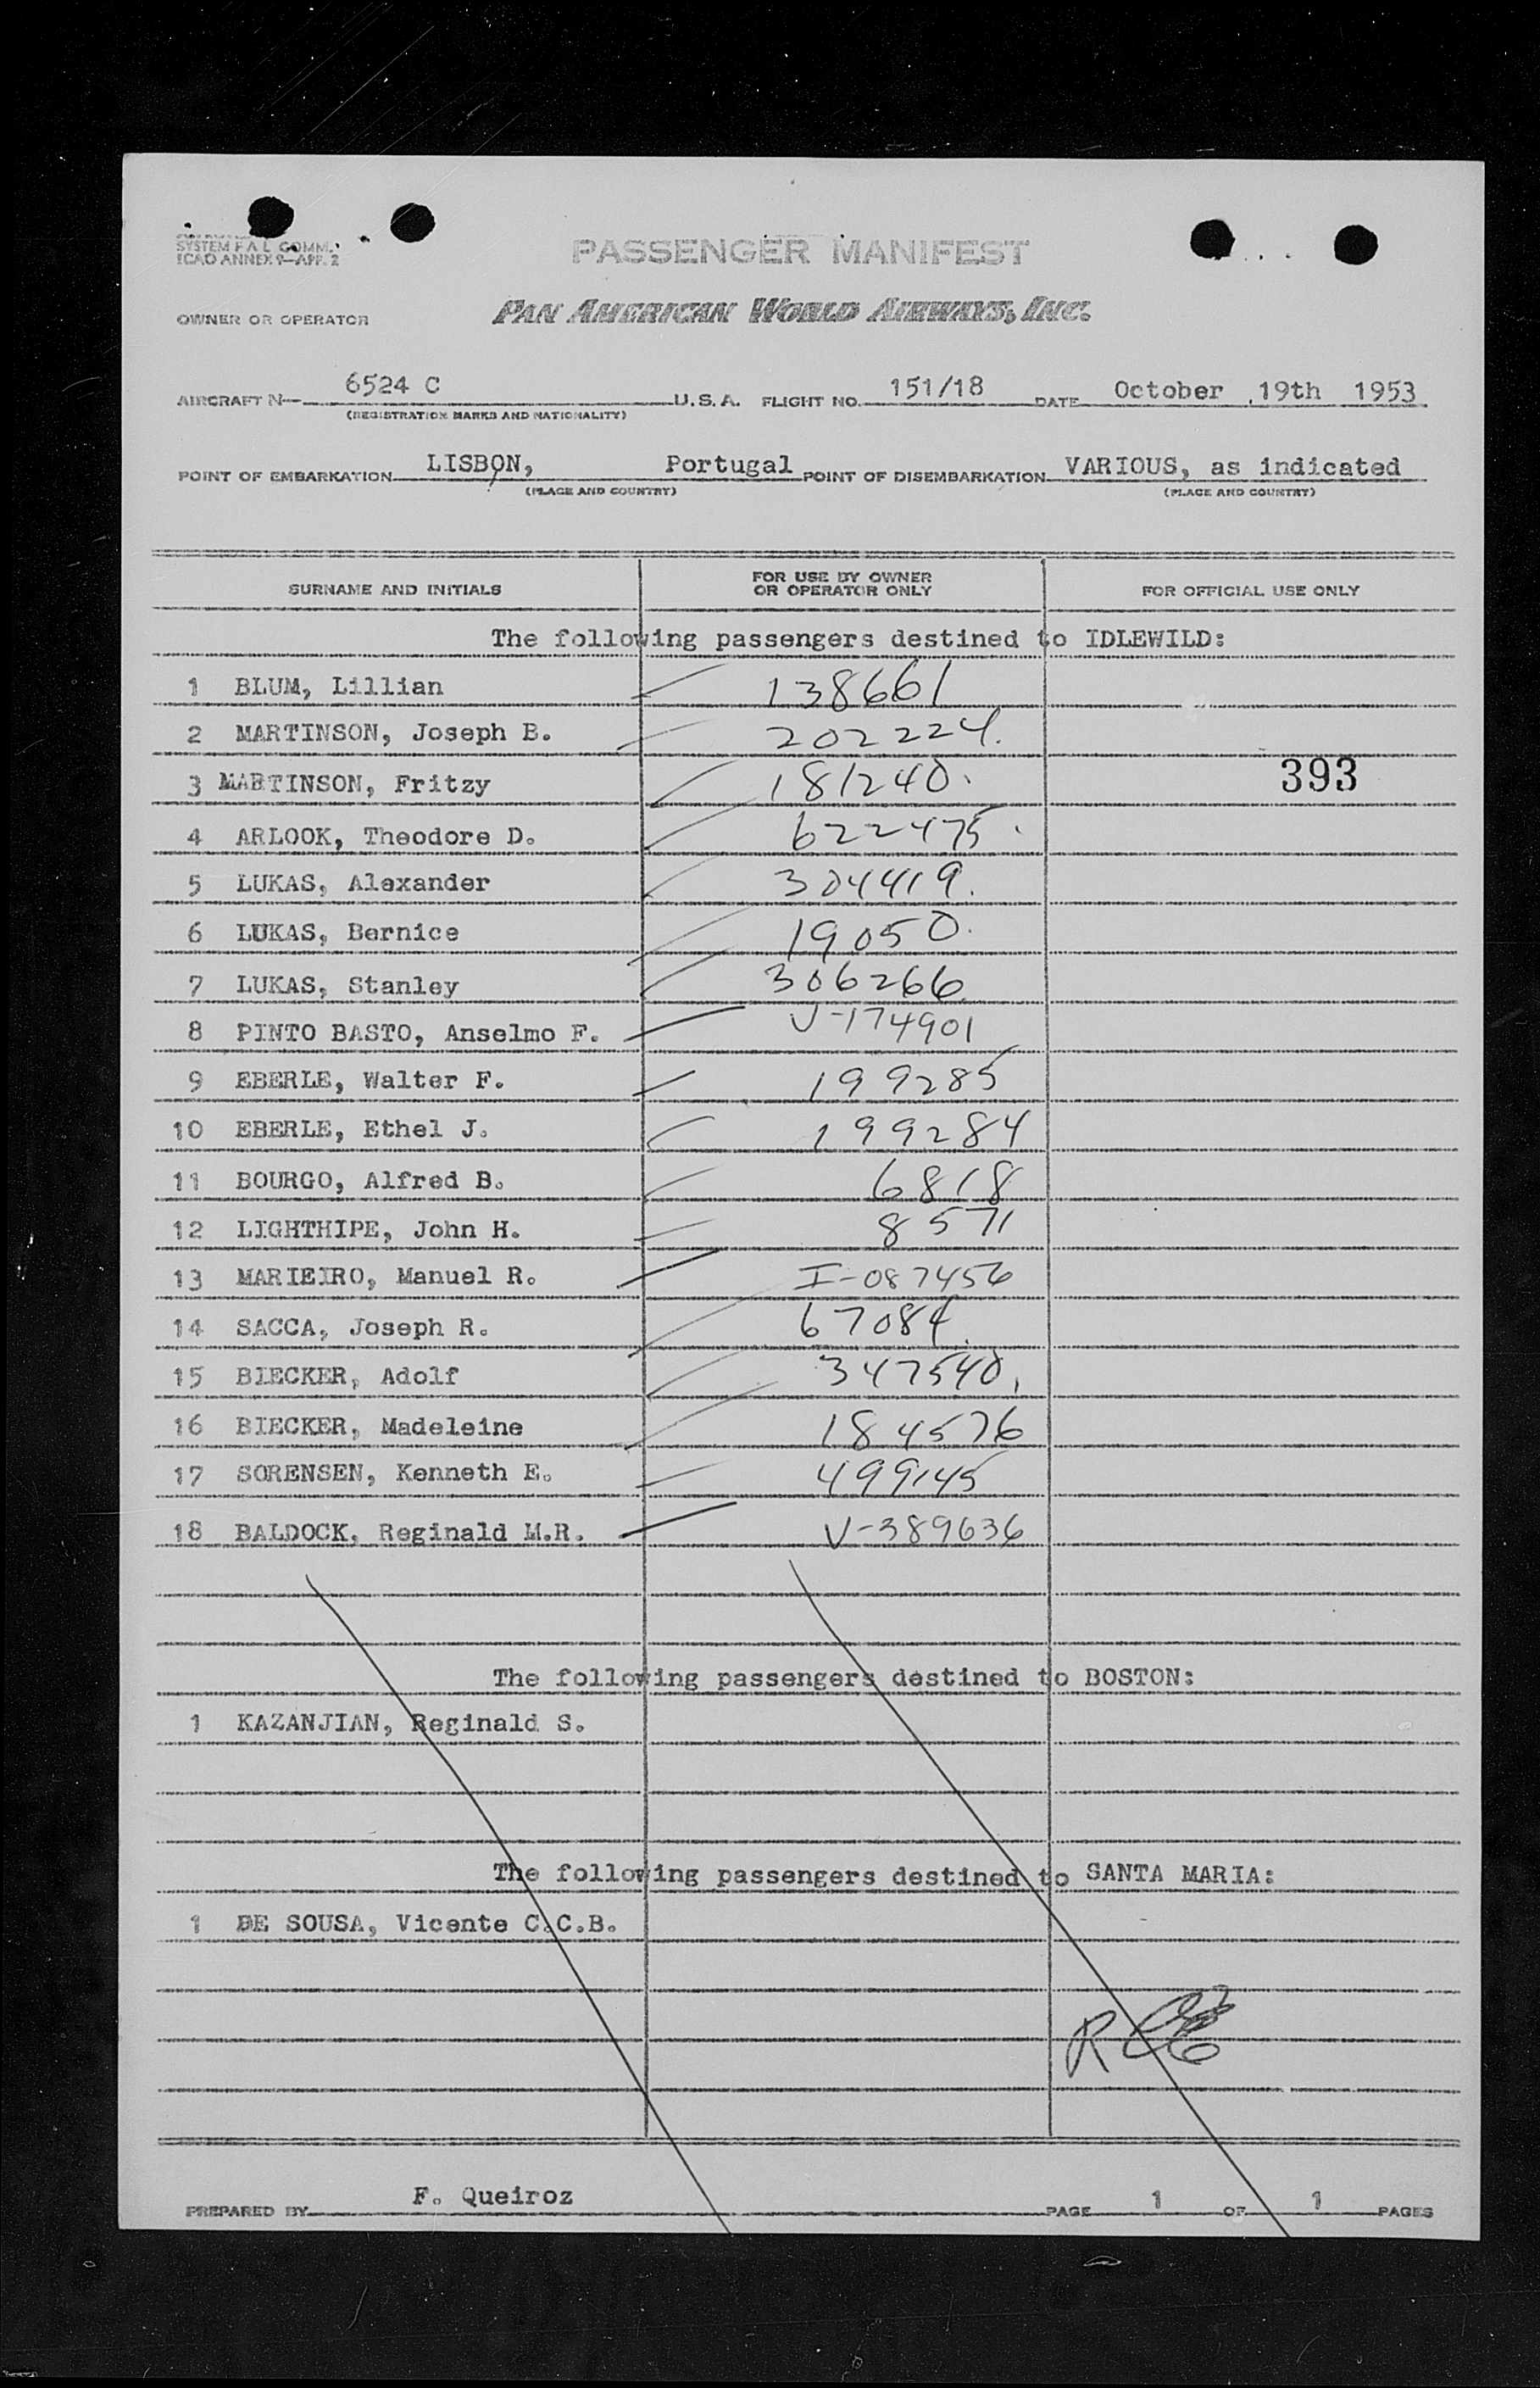 SYSTEM F A L COMM.
ICAO ANNEX 9—APP. 2
PASSENGER MANIFEST
OWNER OR OPERATOR
PAN AMERICAN WORLD AIRWAYS, INC.
AIRCRAFT N— 6524 C U.S.A. FLIGHT NO. 151/18 DATE October 19th 1953
(REGISTRATION MARKS AND NATIONALITY)
POINT OF EMBARKATION LISBON, Portugal POINT OF DISEMBARKATION VARIOUS, as indicated
(PLACE AND COUNTRY) (PLACE AND COUNTRY)
SURNAME AND INITIALS FOR USE BY OWNER OR OPERATOR ONLY FOR OFFICIAL USE ONLY
The following passengers destined to IDLEWILD:
1 BLUM, Lillian 138661
2 MARTINSON, Joseph B. 202224.
3 MARTINSON, Fritzy 181240. 393
4 ARLOOK, Theodore D. 622475.
5 LUKAS, Alexander 304419.
6 LUKAS, Bernice 19050.
7 LUKAS, Stanley 306266
8 PINTO BASTO, Anselmo F. V-174901
9 EBERLE, Walter F. 199285
10 EBERLE, Ethel J. 199284
11 BOURGO, Alfred B. 6818
12 LIGHTHIPE, John H. 8571
13 MARIEIRO, Manuel R. I-087456
14 SACCA, Joseph R. 67084.
15 BIECKER, Adolf 347540.
16 BIECKER, Madeleine 184576
17 SORENSEN, Kenneth E. 499145
18 BALDOCK, Reginald M.R. V-389636
The following passengers destined to BOSTON:
1 KAZANJIAN, Reginald S.
The following passengers destined to SANTA MARIA:
1 DE SOUSA, Vicente C.C.B.
PREPARED BY F. Queiroz PAGE 1 OF 1 PAGES